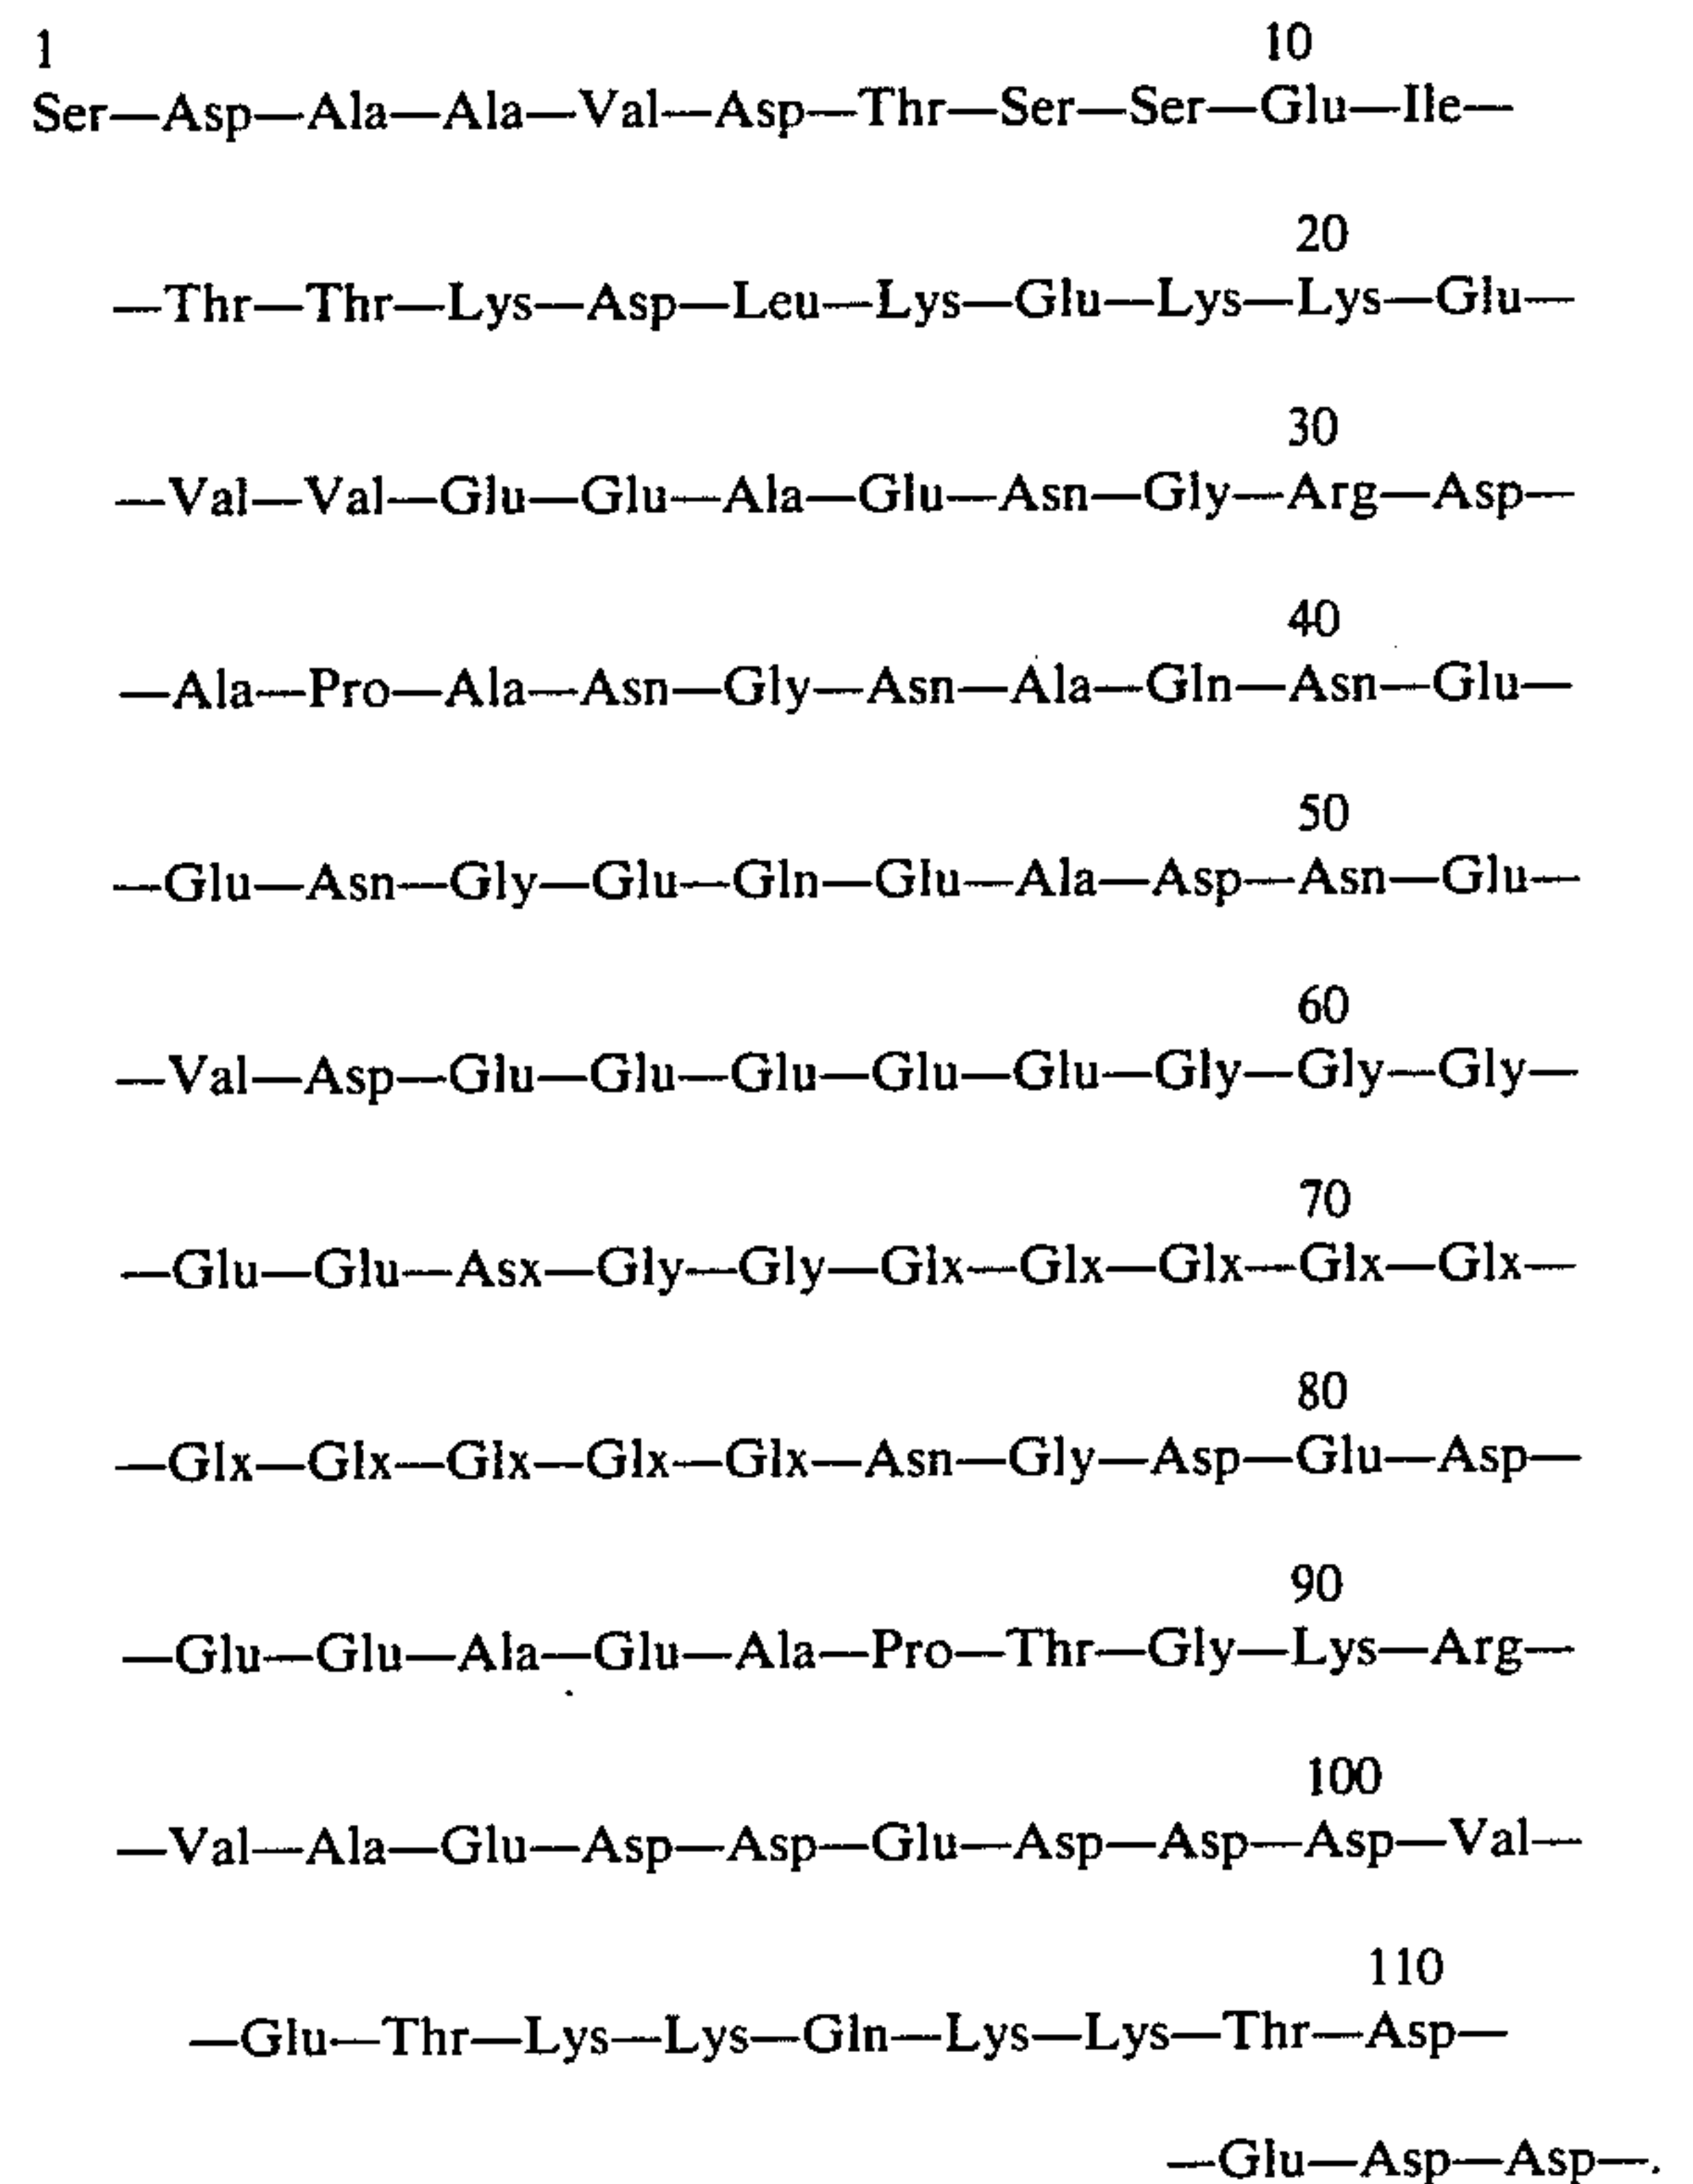 1 10
Ser—Asp—Ala—Ala—Val—Asp—Thr—Ser—Ser—Glu—Ile—
20
—Thr—Thr—Lys—Asp—Leu—Lys—Glu—Lys—Lys—Glu—
30
—Val—Val—Glu—Glu—Ala—Glu—Asn—Gly—Arg—Asp—
40
—Ala—Pro—Ala—Asn—Gly—Asn—Ala—Gln—Asn—Glu—
50
—Glu—Asn—Gly—Glu—Gln—Glu—Ala—Asp—Asn—Glu—
60
—Val—Asp—Glu—Glu—Glu—Glu—Glu—Gly—Gly—Gly—
70
—Glu—Glu—Asx—Gly—Gly—Glx—Glx—Glx—Glx—Glx—
80
—Glx—Glx—Glx—Glx—Glx—Asn—Gly—Asp—Glu—Asp—
90
—Glu—Glu—Ala—Glu—Ala—Pro—Thr—Gly—Lys—Arg—
100
—Val—Ala—Glu—Asp—Asp—Glu—Asp—Asp—Asp—Val—
110
—Glu—Thr—Lys—Lys—Gln—Lys—Lys—Thr—Asp—
—Glu—Asp—Asp—.